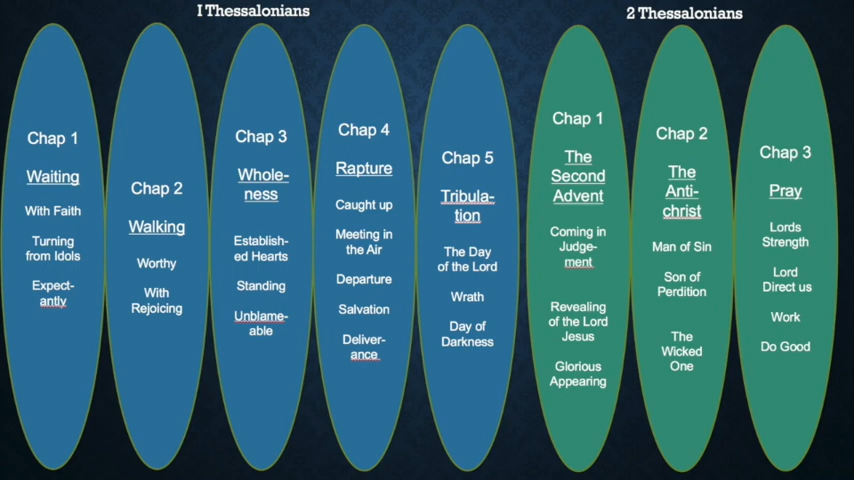 I Thessalonians
Chap 1
Waiting
With Faith
Turning
from Idols
Expect-
antly
Chap 2
Walking
Worthy
With
Rejoicing
Chap 3
Whole-
ness
Establish-
ed Hearts
Standing
Unblame-
able
Chap 4
Rapture
Caught up
Meeting in
the Air
Departure
Salvation
Deliver-
ance
Chap 5
Tribula-
tion
The Day
of the Lord
Wrath
Day of
Darkness
2 Thessalonians
Chap 1
The
Second
Advent
Coming in
Judge-
ment
Revealing
of the Lord
Jesus
Glorious
Appearing
Chap 2
The
Anti-
christ
Man of Sin
Son of
Perdition
The
Wicked
One
Chap 3
Pray
Lords
Strength
Lord
Direct us
Work
Do Good